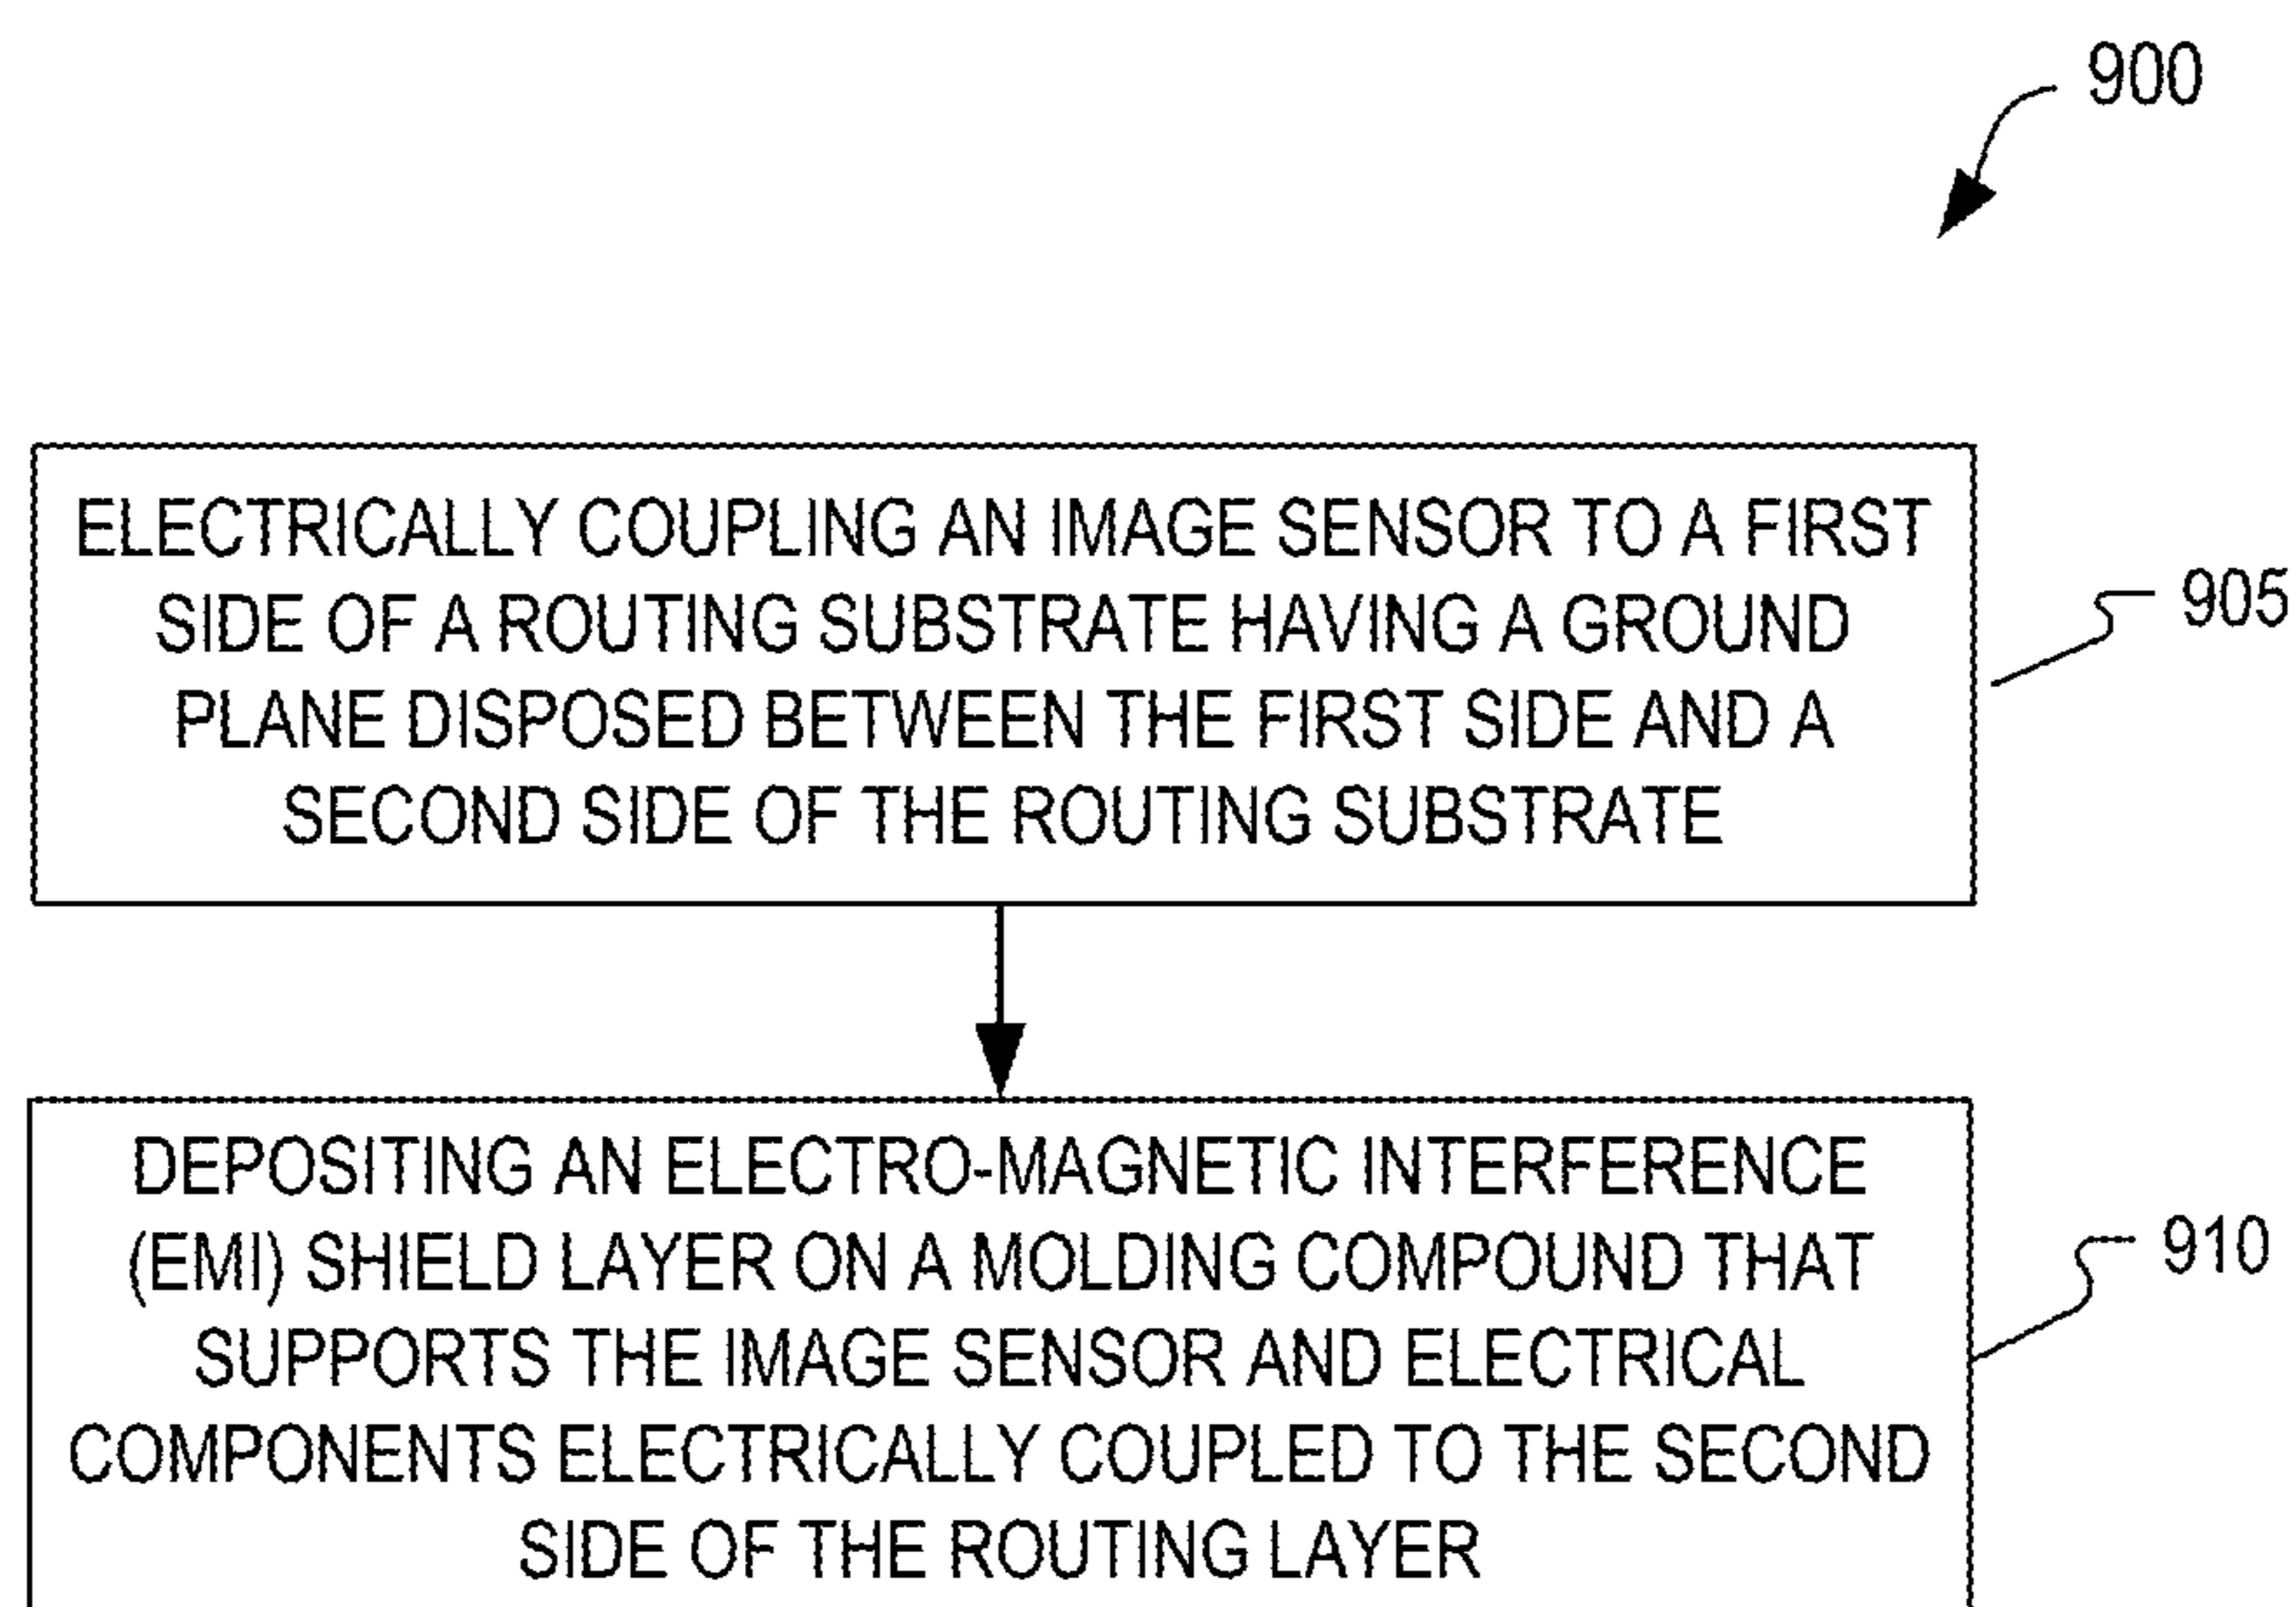 900
ELECTRICALLY COUPLING AN IMAGE SENSOR TO A FIRST
SIDE OF A ROUTING SUBSTRATE HAVING A GROUND
PLANE DISPOSED BETWEEN THE FIRST SIDE AND A
SECOND SIDE OF THE ROUTING SUBSTRATE
905
DEPOSITING AN ELECTRO-MAGNETIC INTERFERENCE
(EMI) SHIELD LAYER ON A MOLDING COMPOUND THAT
SUPPORTS THE IMAGE SENSOR AND ELECTRICAL
COMPONENTS ELECTRICALLY COUPLED TO THE SECOND
SIDE OF THE ROUTING LAYER
910